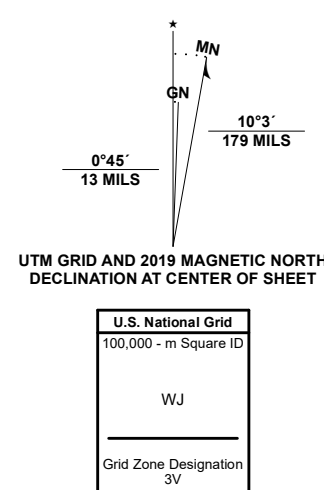 ★
MN
GN
10°3´
179 MILS
0°45´
13 MILS
UTM GRID AND 2019 MAGNETIC NORTH
DECLINATION AT CENTER OF SHEET
U.S. National Grid
100,000 - m Square ID
WJ
Grid Zone Designation
3V